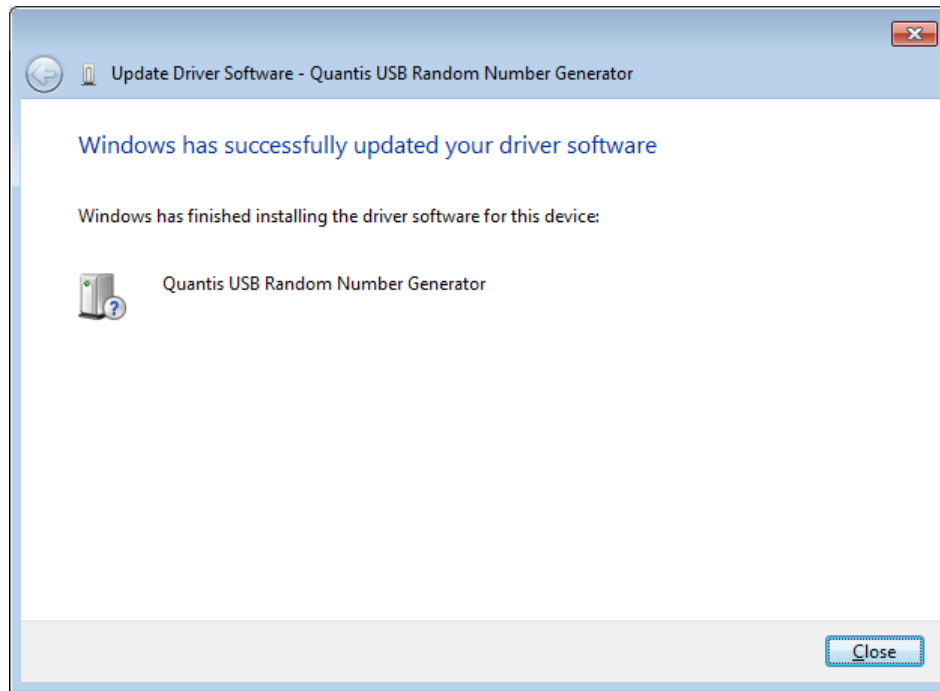 Update Driver Software - Quantis USB Random Number Generator
Windows has successfully updated your driver software
Windows has finished installing the driver software for this device:
Quantis USB Random Number Generator
Close